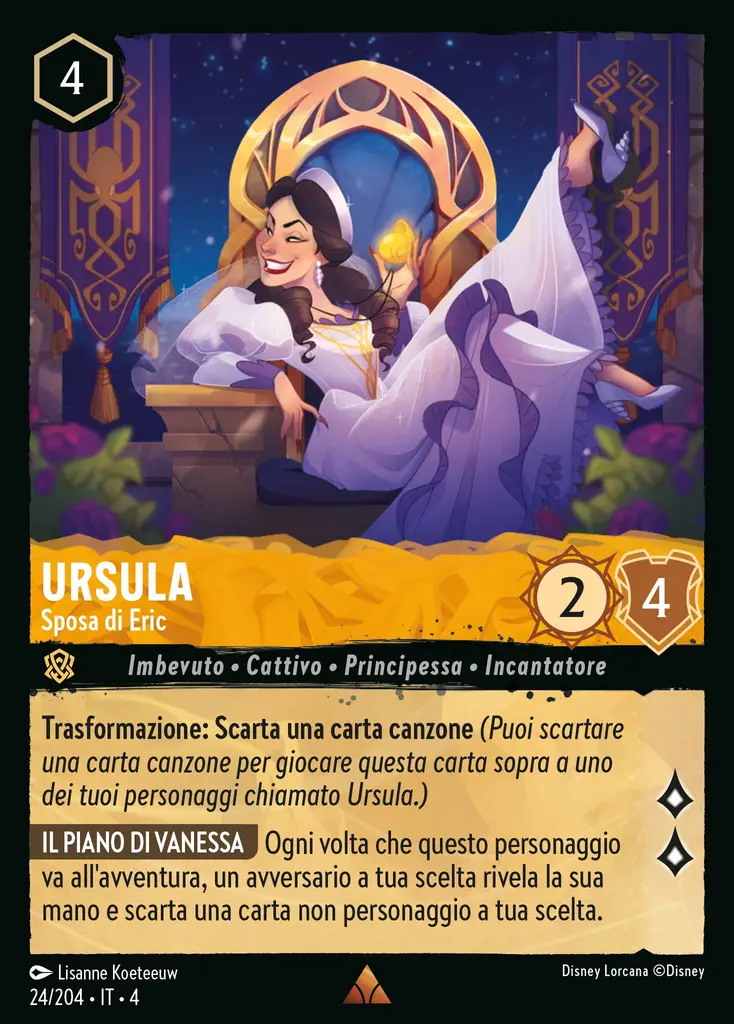 4
URSULA
Sposa di Eric
2
4
Imbevuto • Cattivo • Principessa • Incantatore
Trasformazione: Scarta una carta canzone (Puoi scartare
una carta canzone per giocare questa carta sopra a uno
dei tuoi personaggi chiamato Ursula.)
IL PIANO DI VANESSA Ogni volta che questo personaggio
va all'avventura, un avversario a tua scelta rivela la sua
mano e scarta una carta non personaggio a tua scelta.
Lisanne Koeteeuw
Disney Lorcana ©Disney
24/204 • IT • 4